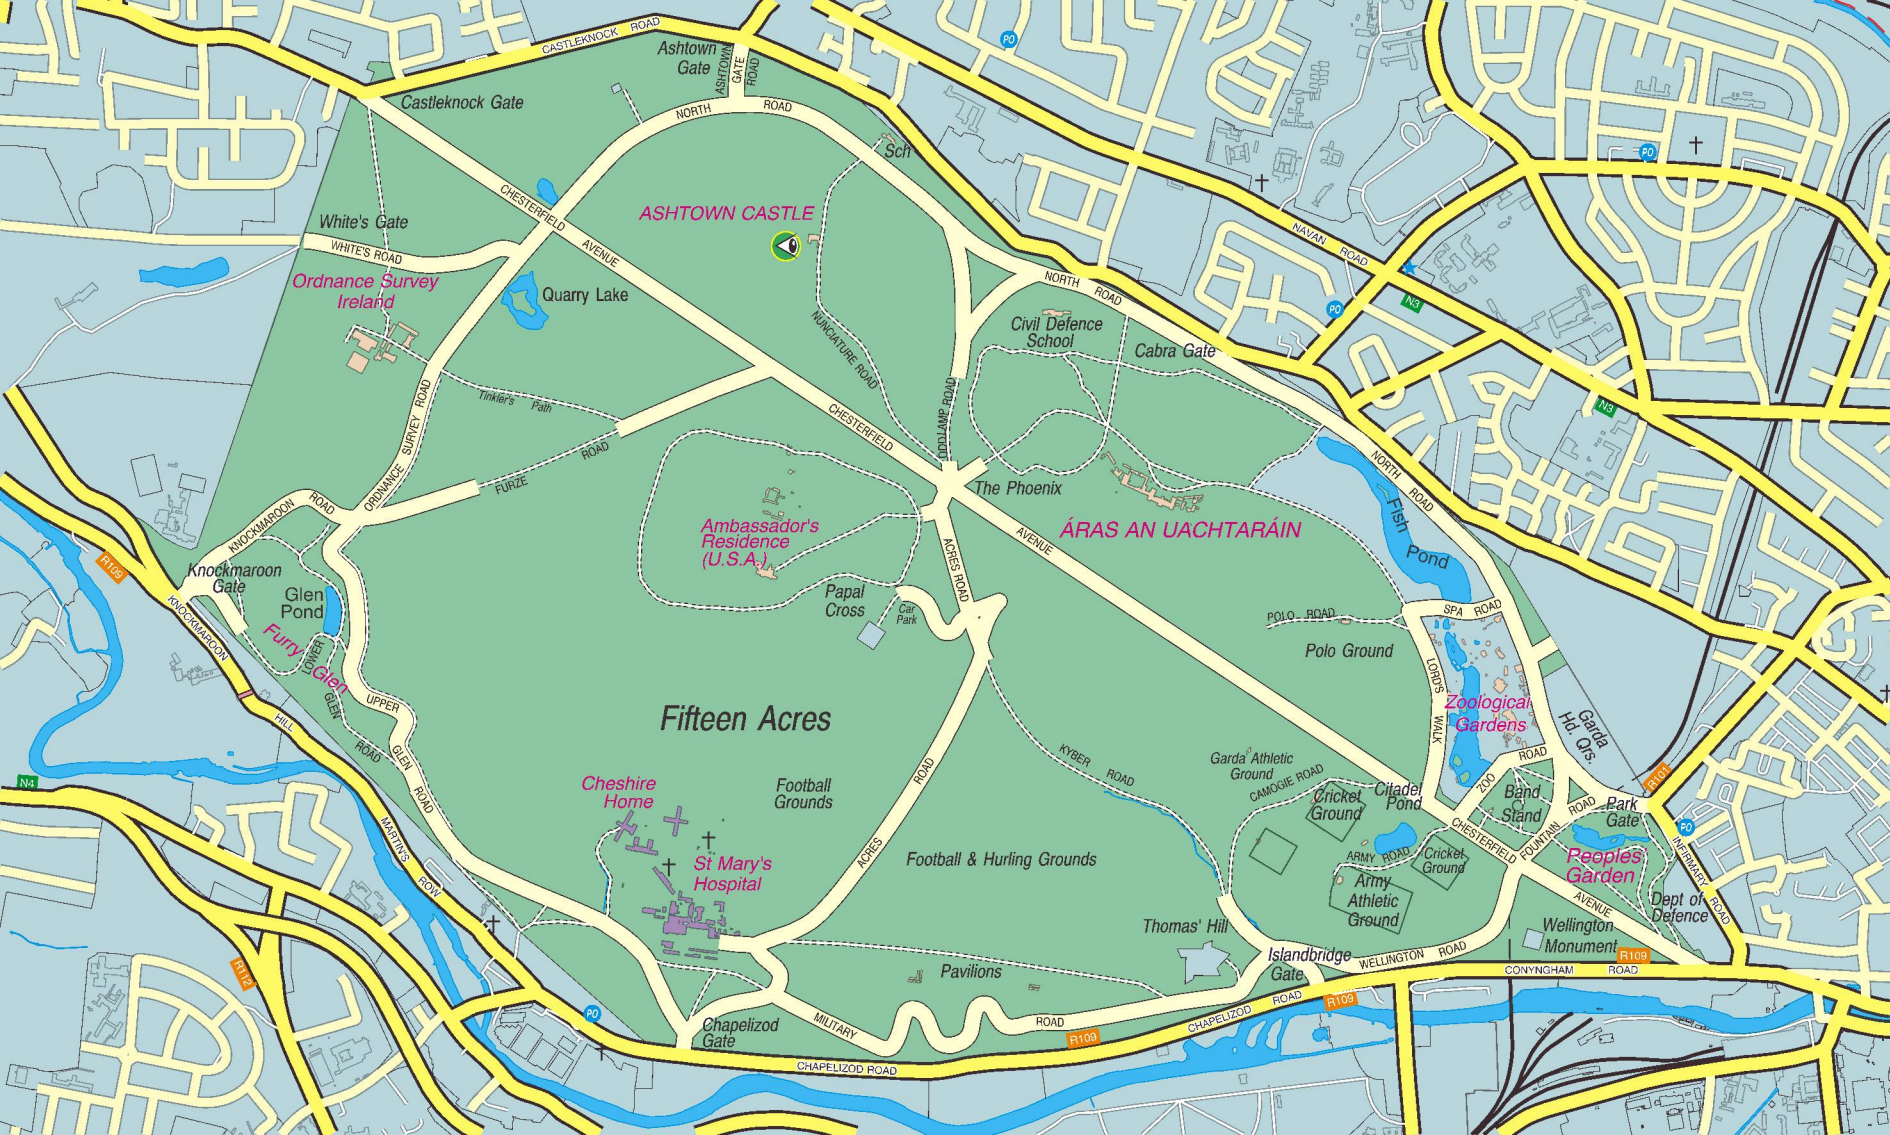 CASTLEKNOCK ROAD
Ashtown
Gate
ASHTOWN
GATE
ROAD
PO
Castleknock Gate
NORTH ROAD
Sch
PO
CHESTERFIELD AVENUE
ASHTOWN CASTLE
White's Gate
WHITE'S ROAD
NAVAN ROAD
Ordnance Survey
Ireland
Quarry Lake
NORTH ROAD
N3
PO
NUNCIATURE ROAD
Civil Defence
School
Cabra Gate
Tinkler's Path
ORDNANCE SURVEY ROAD
CHESTERFIELD
ODDLAMP ROAD
N3
FURZE ROAD
NORTH ROAD
The Phoenix
KNOCKMAROON ROAD
Fish
Pond
Ambassador's
Residence
(U.S.A.)
AVENUE
ÁRAS AN UACHTARÁIN
ACRES ROAD
R109
Knockmaroon
Gate
Glen
Pond
Papal
Cross
Car
Park
SPA ROAD
POLO ROAD
KNOCKMAROON HILL
Furry Glen
LOWER GLEN ROAD
Polo Ground
LORD'S WALK
UPPER GLEN ROAD
Zoological
Gardens
Fifteen Acres
Garda
Hd. Qrs.
KYBER ROAD
Garda Athletic
Ground
CAMOGIE ROAD
ZOO ROAD
R101
N4
Cheshire
Home
Football
Grounds
Citadel
Pond
Cricket
Ground
Band
Stand
Park
Gate
FOUNTAIN ROAD
CHESTERFIELD
PO
MARTIN'S ROW
ACRES ROAD
Football & Hurling Grounds
ARMY ROAD
Cricket
Ground
Peoples
Garden
INFIRMARY ROAD
St Mary's
Hospital
Army
Athletic
Ground
AVENUE
Dept of
Defence
Thomas' Hill
Wellington
Monument
R109
R112
Pavilions
Islandbridge
Gate
WELLINGTON ROAD
CONYNGHAM ROAD
PO
Chapelizod
Gate
MILITARY ROAD
R109
CHAPELIZOD ROAD
R109
CHAPELIZOD ROAD